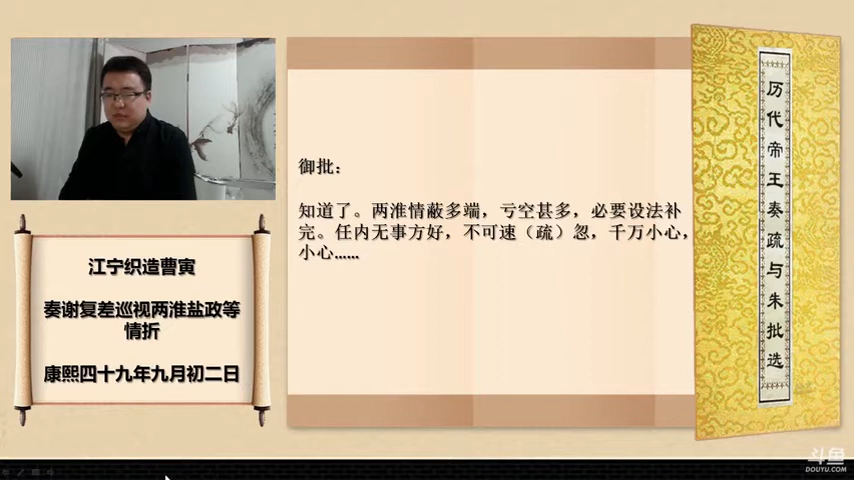 江宁织造曹寅
奏谢复差巡视两淮盐政等
情折
康熙四十九年九月初二日
御批：
知道了。两淮情蔽多端，亏空甚多，必要设法补
完。任内无事方好，不可速（疏）忽，千万小心，
小心……
历代帝王奏疏与朱批选
斗鱼
DOUYU.COM